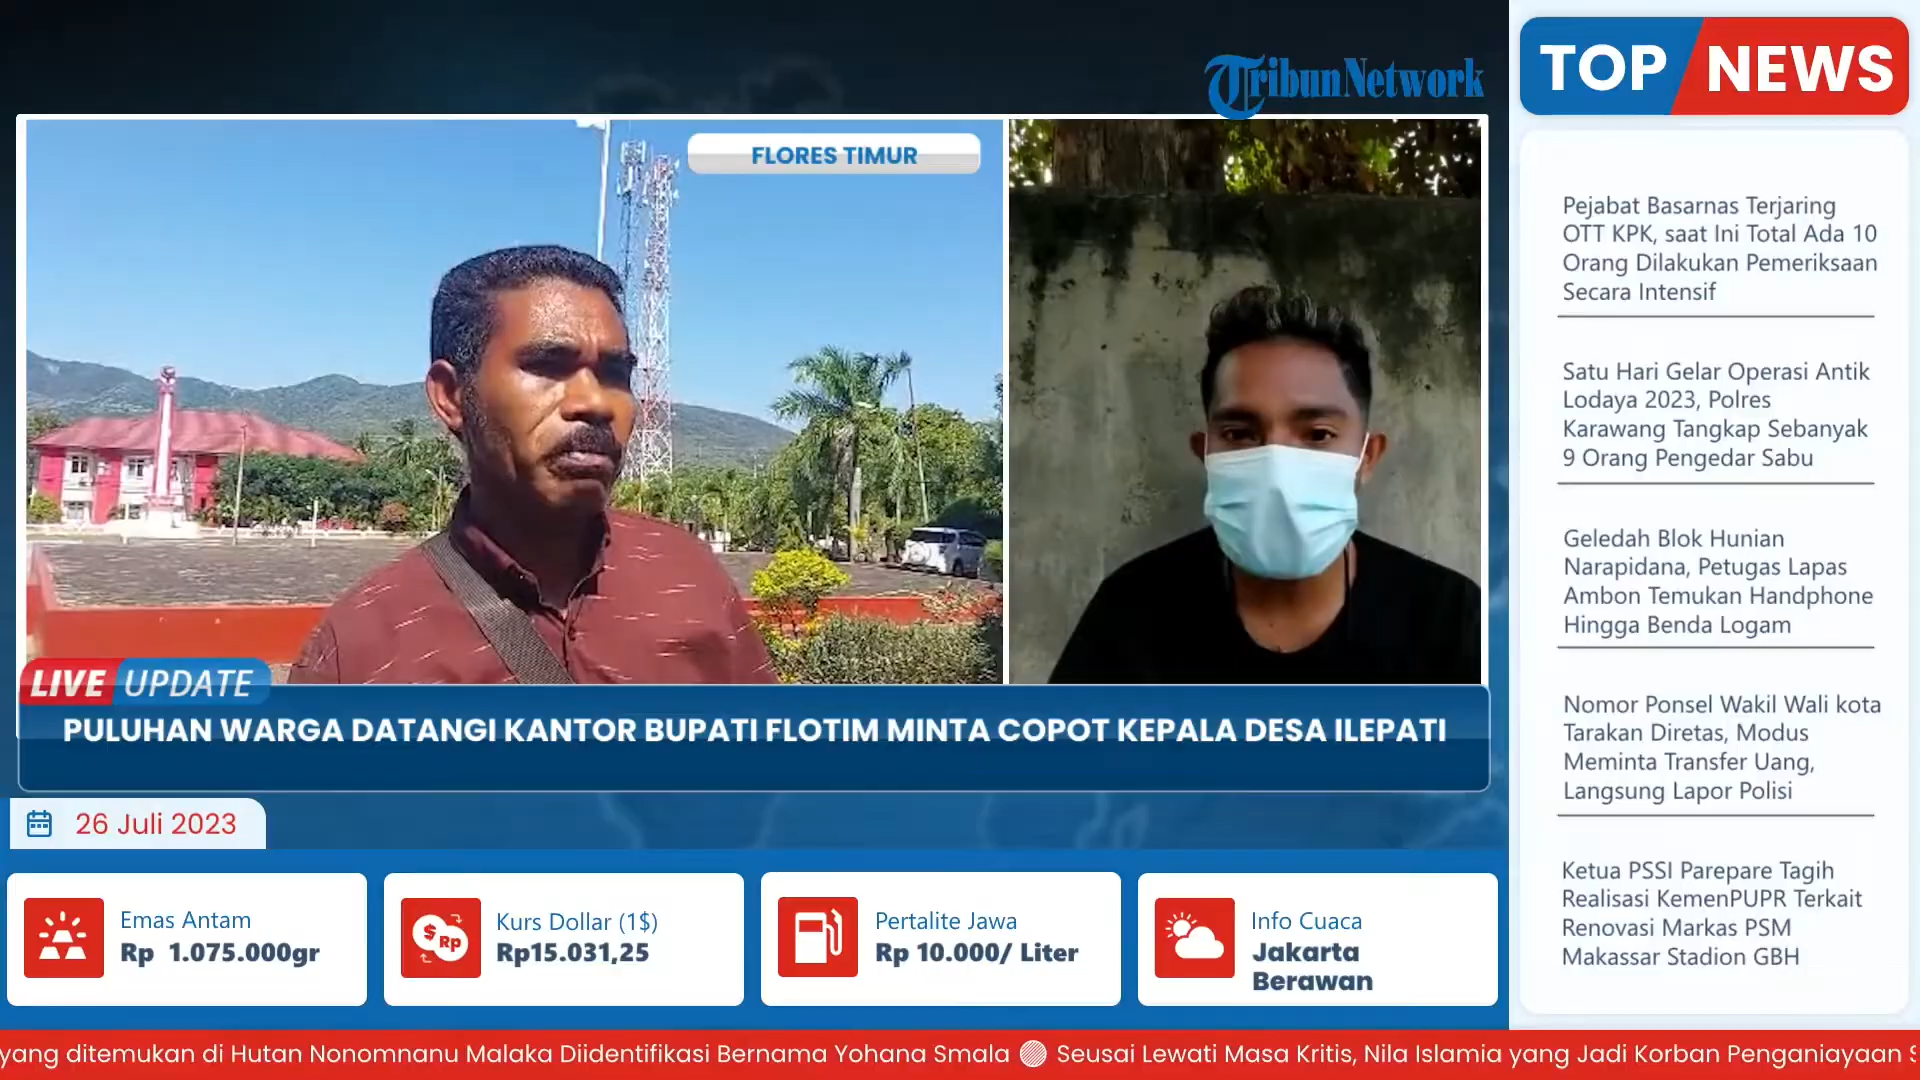 TribunNetwork
TOP NEWS
FLORES TIMUR
LIVE UPDATE
PULUHAN WARGA DATANGI KANTOR BUPATI FLOTIM MINTA COPOT KEPALA DESA ILEPATI
26 Juli 2023
Emas Antam
Rp 1.075.000gr
Kurs Dollar (1$)
Rp15.031,25
Pertalite Jawa
Rp 10.000/ Liter
Info Cuaca
Jakarta
Berawan
Pejabat Basarnas Terjaring
OTT KPK, saat Ini Total Ada 10
Orang Dilakukan Pemeriksaan
Secara Intensif
Satu Hari Gelar Operasi Antik
Lodaya 2023, Polres
Karawang Tangkap Sebanyak
9 Orang Pengedar Sabu
Geledah Blok Hunian
Narapidana, Petugas Lapas
Ambon Temukan Handphone
Hingga Benda Logam
Nomor Ponsel Wakil Wali kota
Tarakan Diretas, Modus
Meminta Transfer Uang,
Langsung Lapor Polisi
Ketua PSSI Parepare Tagih
Realisasi KemenPUPR Terkait
Renovasi Markas PSM
Makassar Stadion GBH
yang ditemukan di Hutan Nonomnanu Malaka Diidentifikasi Bernama Yohana Smala Seusai Lewati Masa Kritis, Nila Islamia yang Jadi Korban Penganiayaan